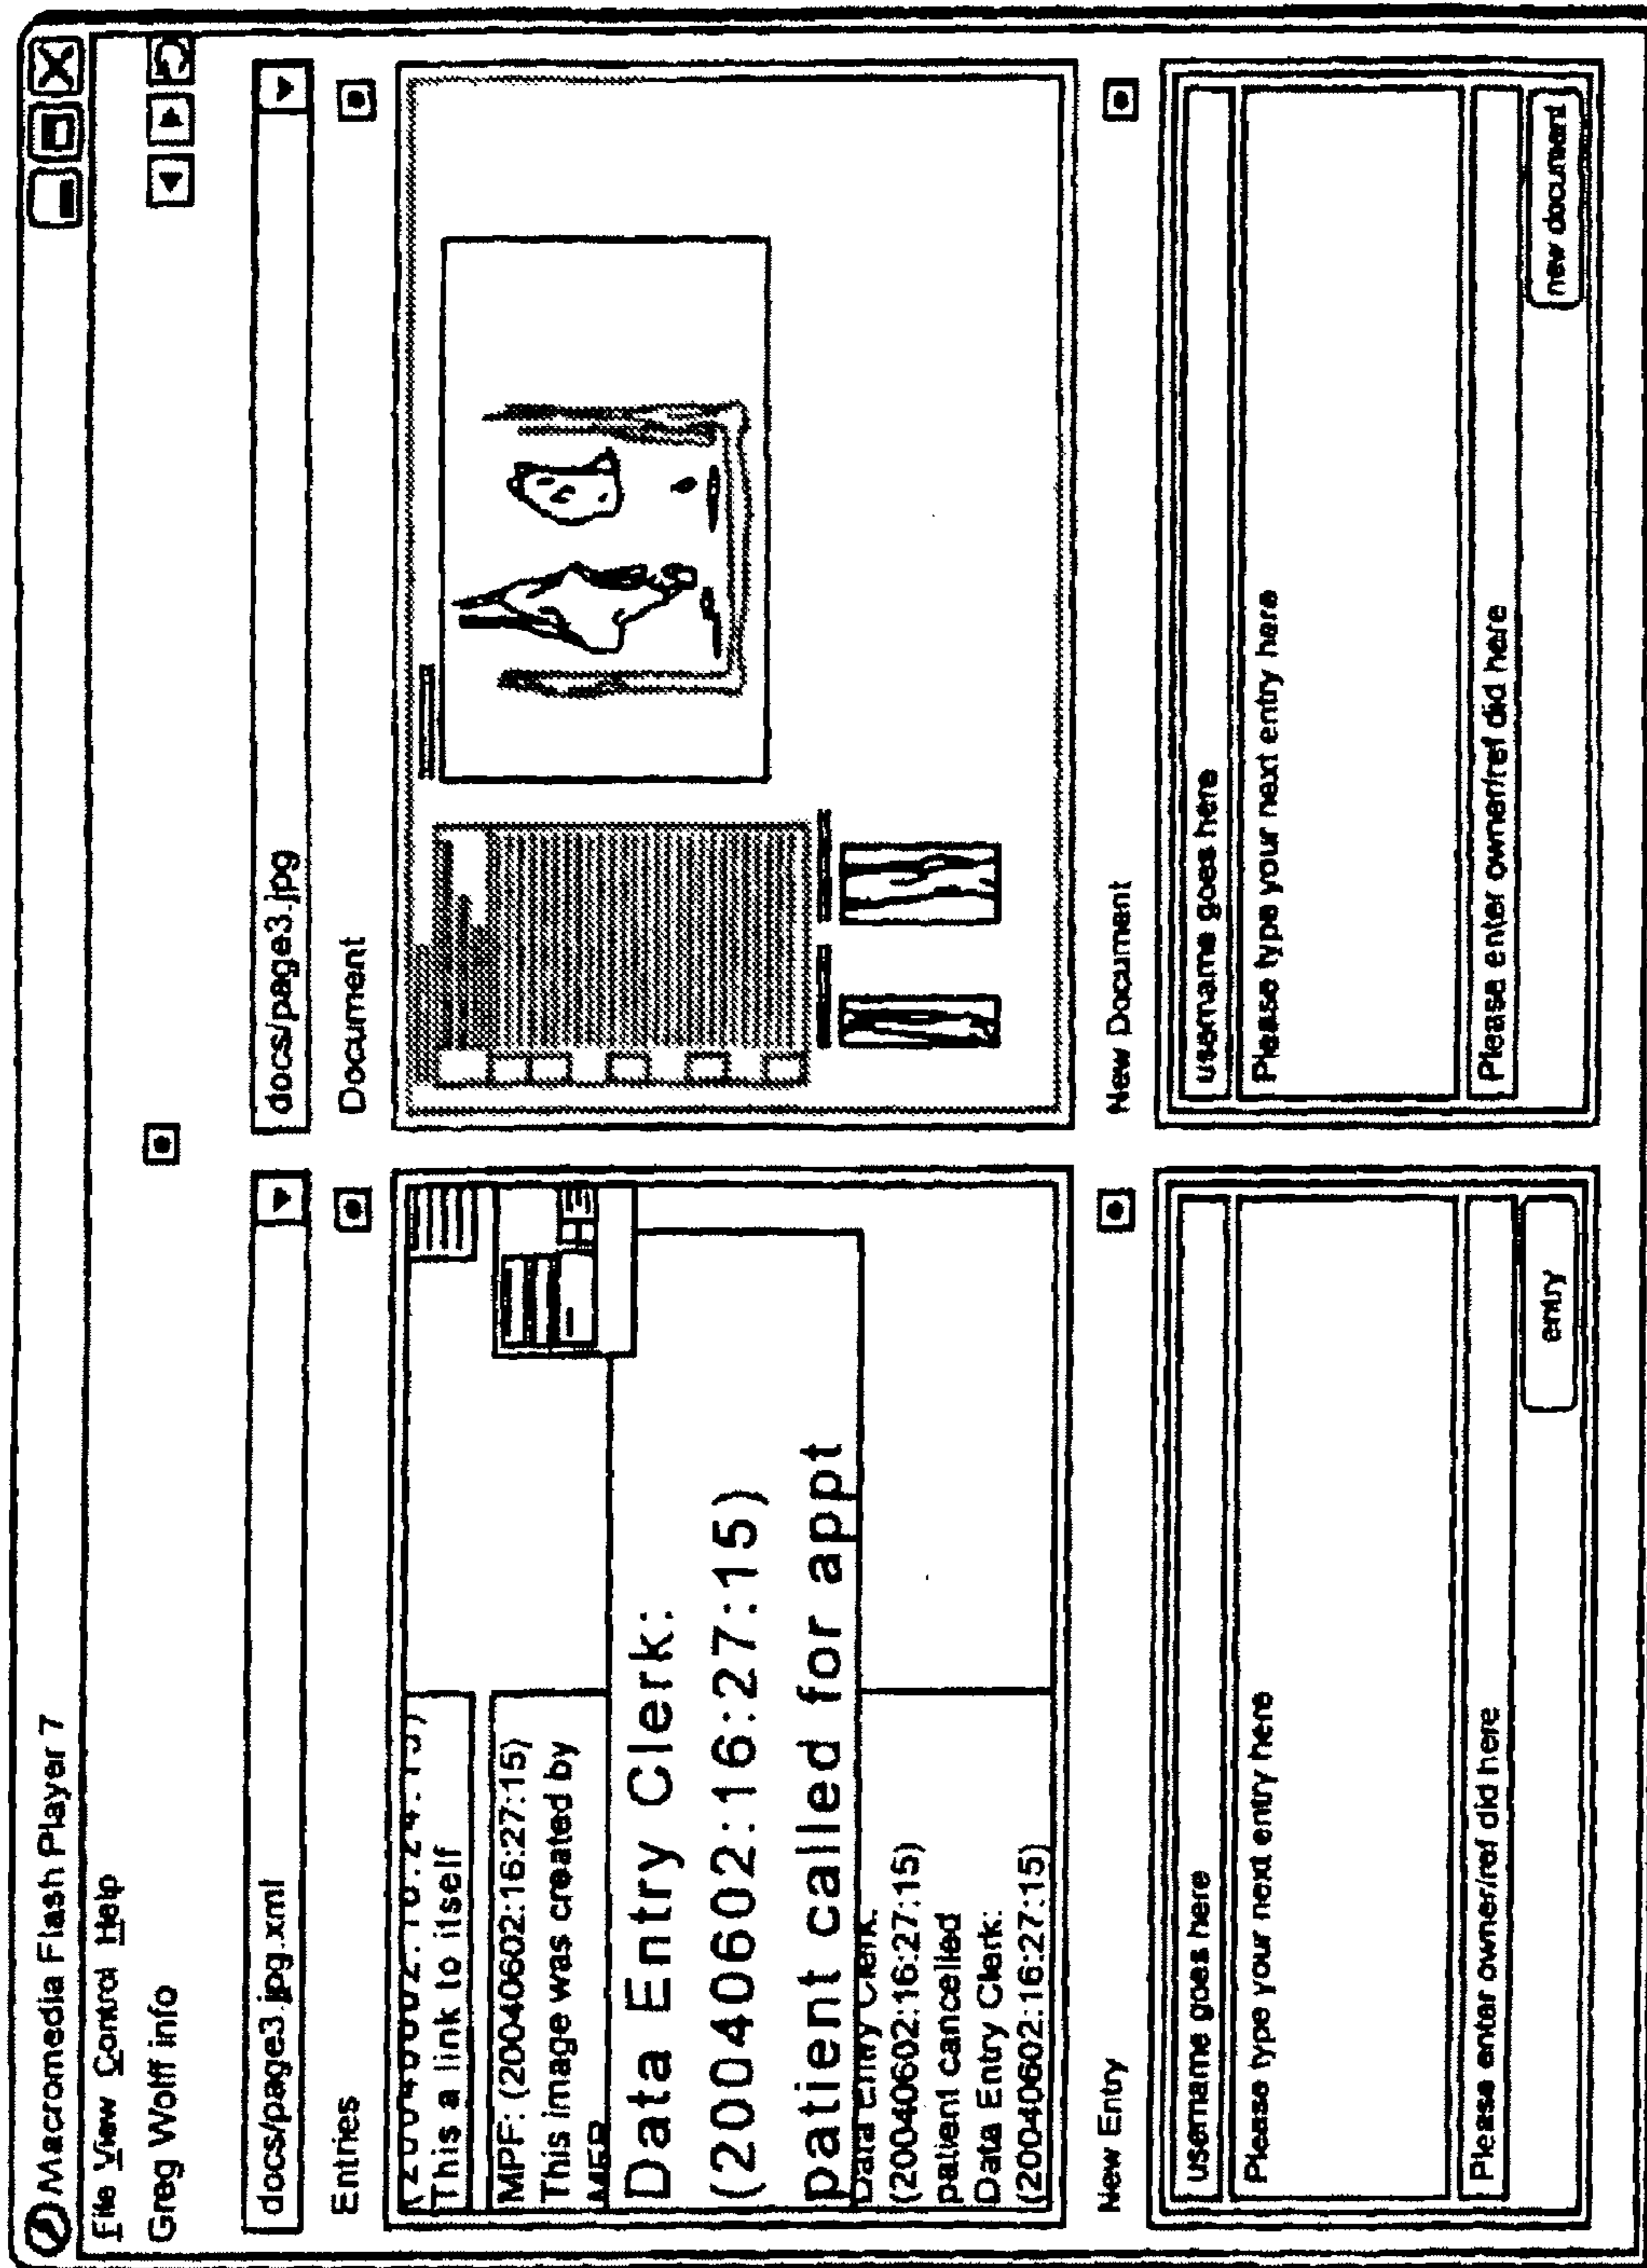 Macromedia Flash Player 7
File View Control Help
Greg Wolff info
docs/page3.jpg.xml
Entries
This a link to itself
MPF: (20040602:16:27:15)
This image was created by
Data Entry Clerk:
(20040602:16:27:15)
patient called for appt
Data Entry Clerk:
(20040602:16:27:15)
patient cancelled
Data Entry Clerk:
(20040602:16:27:15)
New Entry
username goes here
Please type your next entry here
Please enter owner/ref did here
entry
docs/page3.jpg
Document
New Document
username goes here
Please type your next entry here
Please enter owner/ref did here
new document